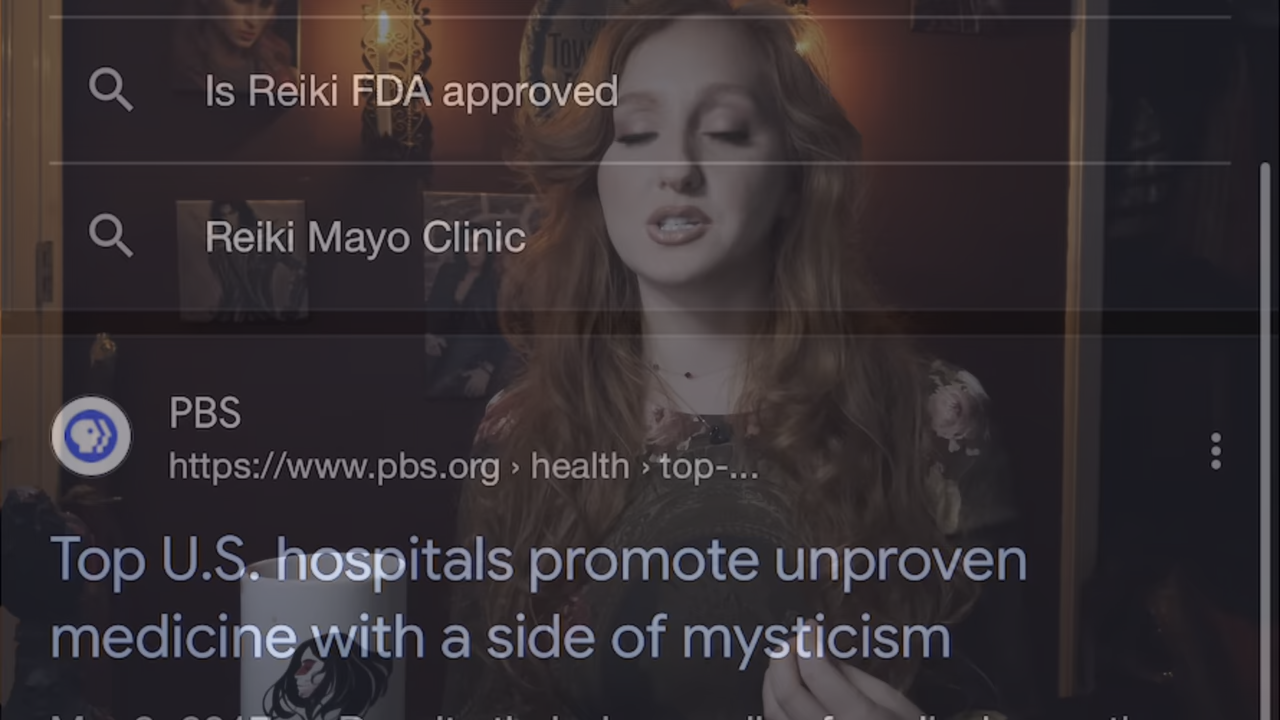 Tow
Is Reiki FDA approved
Reiki Mayo Clinic
PBS
https://www.pbs.org › health › top-...
Top U.S. hospitals promote unproven
medicine with a side of mysticism